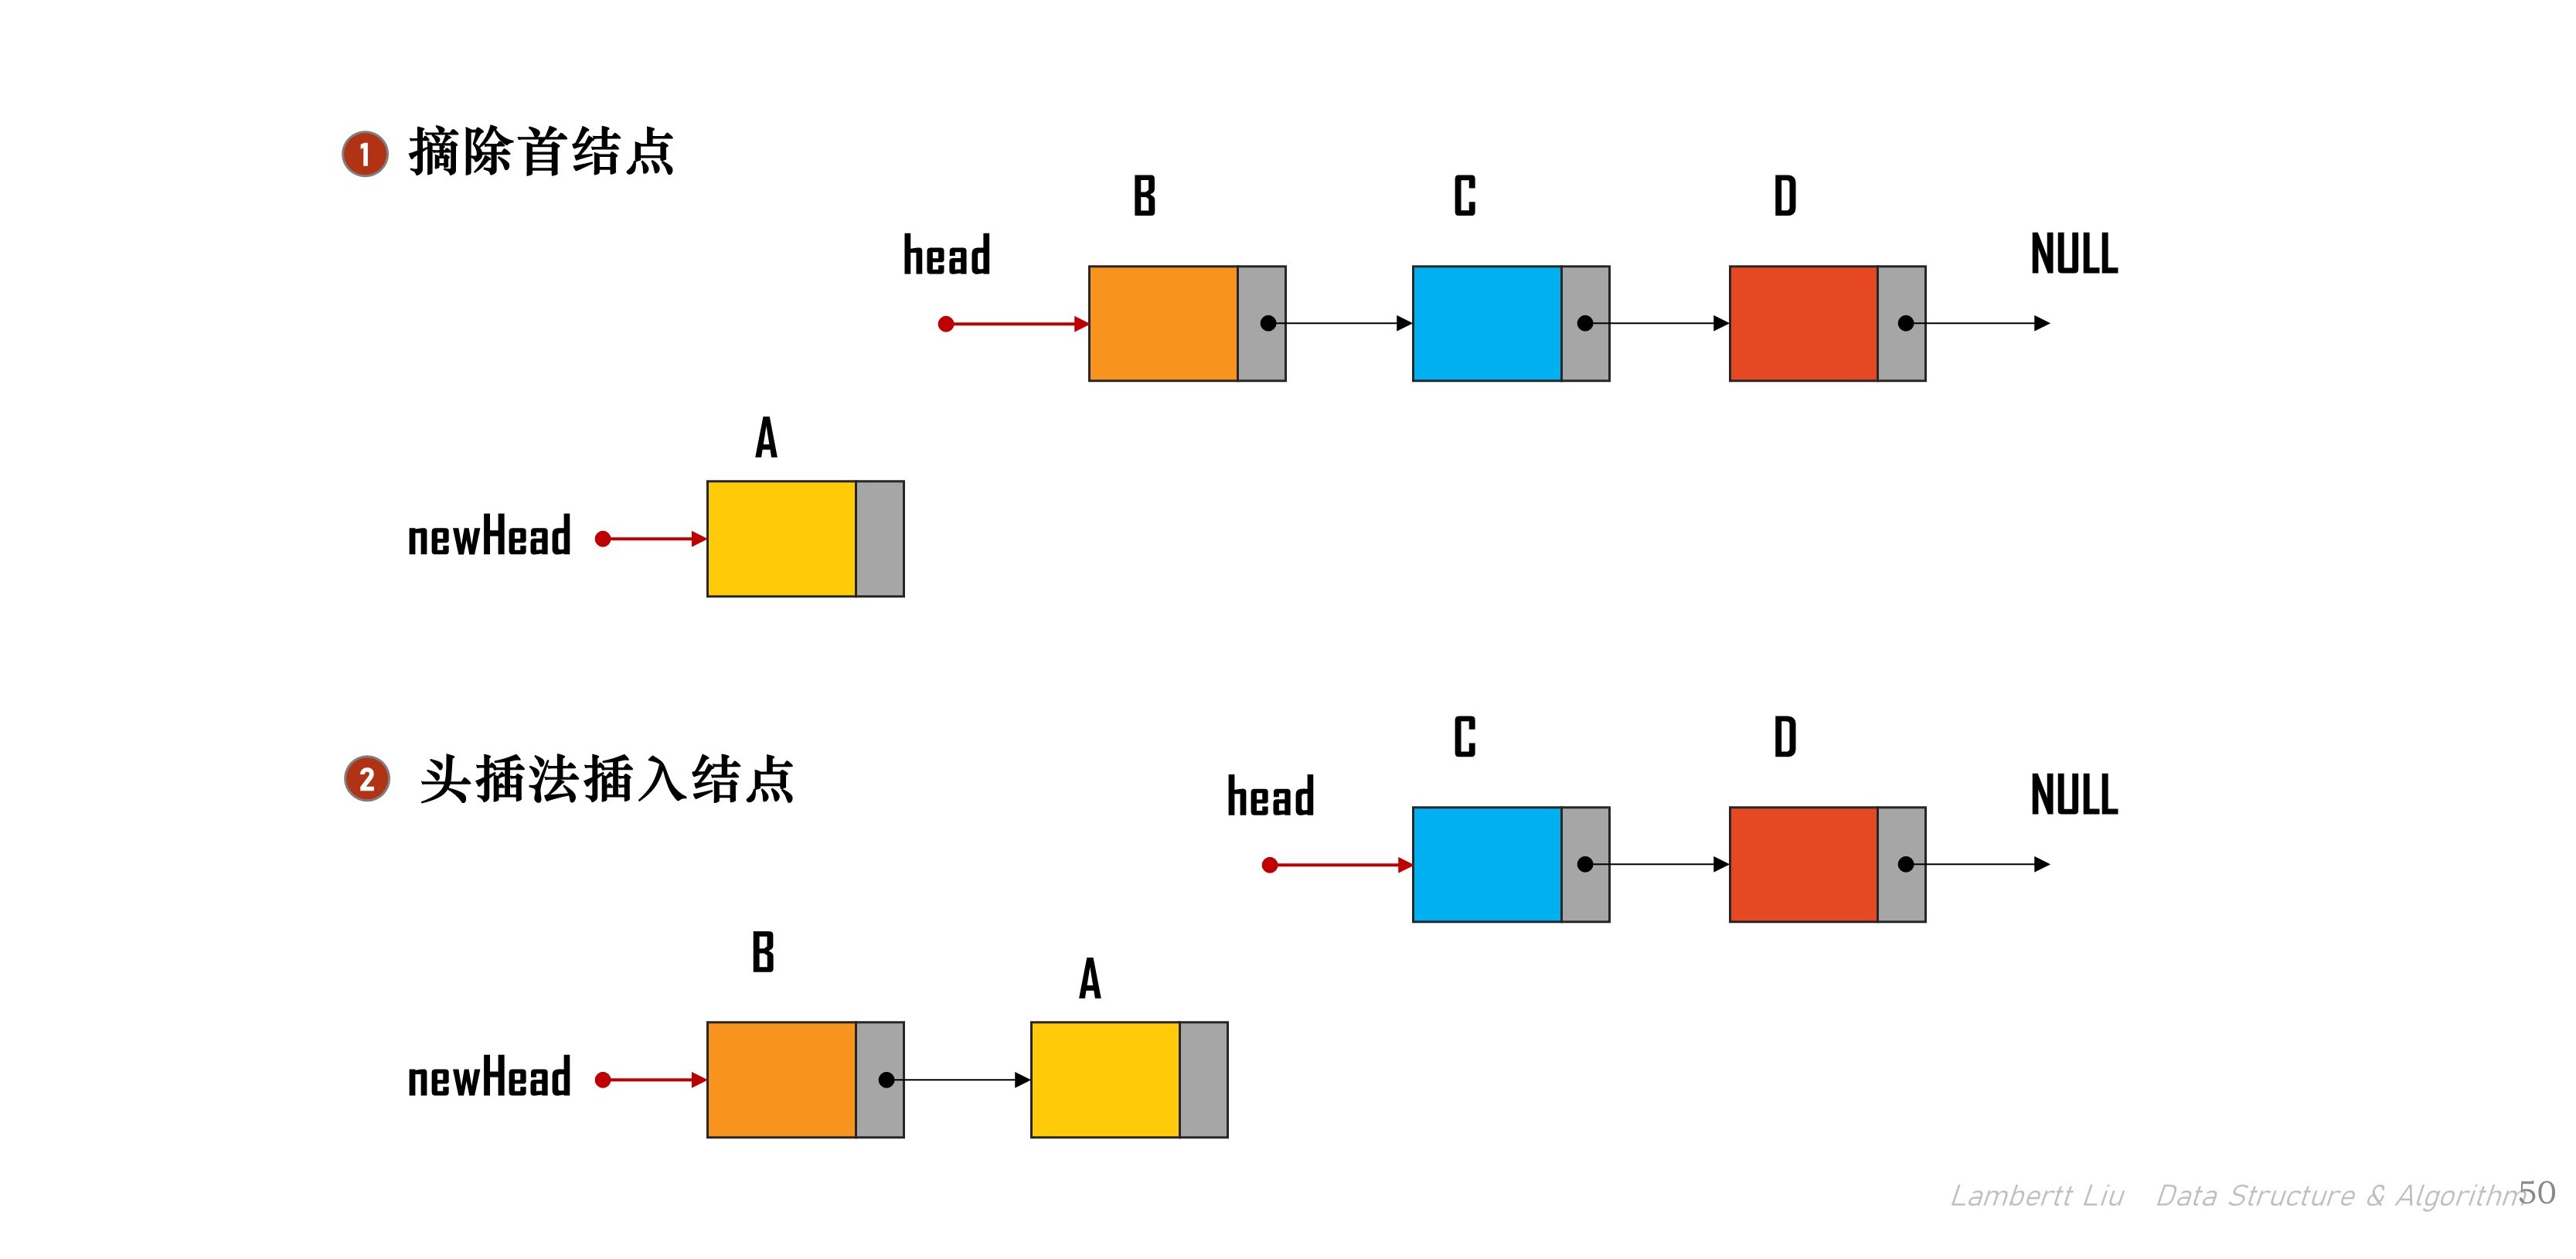 1 摘除首结点
B C D
head NULL
A
newHead
C D
2 头插法插入结点
head NULL
B
A
newHead
Lambertt Liu Data Structure & Algorithm 50